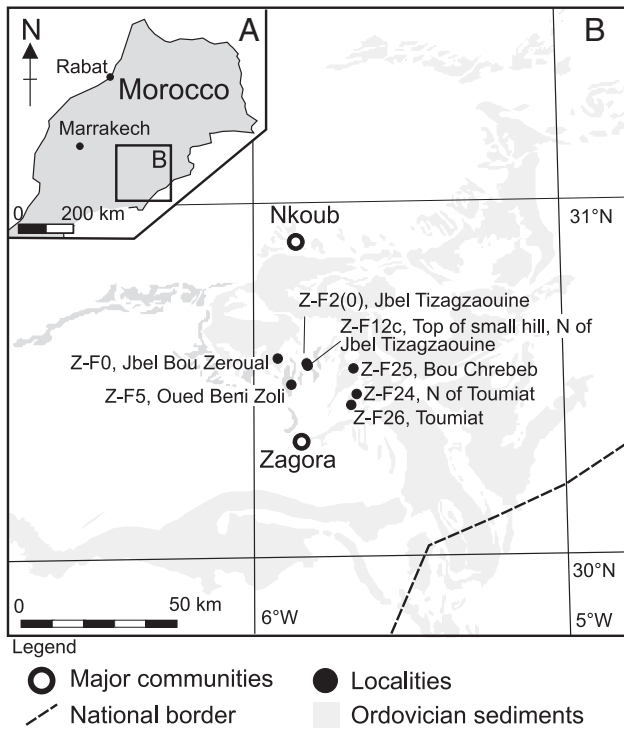 N
A
Rabat
Morocco
Marrakech
B
0 200 km
B
31°N
Nkoub
Z-F2(0), Jbel Tizagzaouine
Z-F12c, Top of small hill, N of
Jbel Tizagzaouine
Z-F0, Jbel Bou Zeroual
Z-F25, Bou Chrebeb
Z-F5, Oued Beni Zoli
Z-F24, N of Toumiat
Z-F26, Toumiat
Zagora
30°N
0 50 km
6°W
5°W
Legend
Major communities
Localities
National border
Ordovician sediments